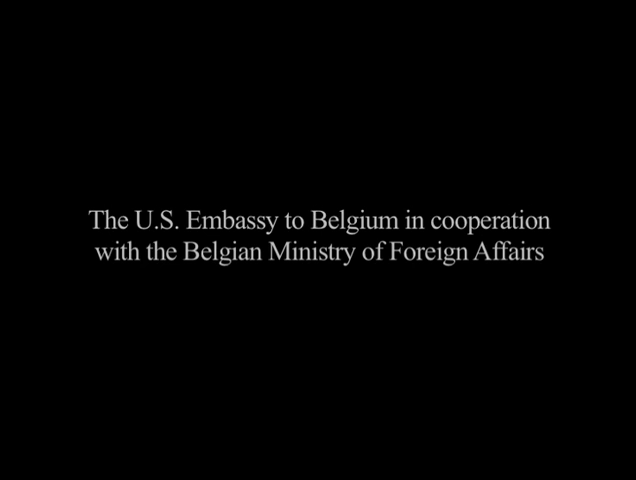 The U.S. Embassy to Belgium in cooperation
with the Belgian Ministry of Foreign Affairs